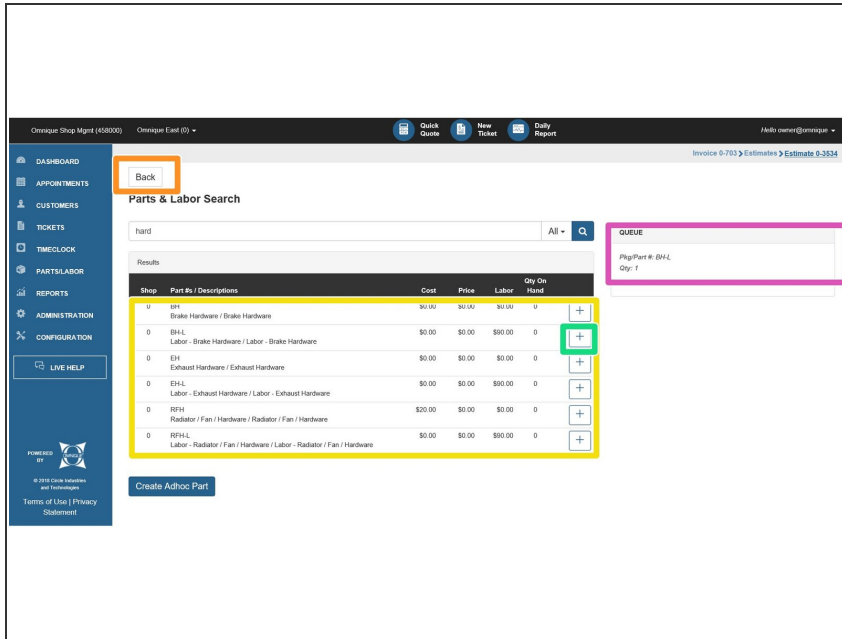 Omnique Shop Mgmt (458000) Omnique East (0) Quick Quote New Ticket Daily Report Hello owner@omnique
Invoice 0-703 > Estimates > Estimate 0-3534
DASHBOARD
APPOINTMENTS
CUSTOMERS
TICKETS
TIMECLOCK
PARTS/LABOR
REPORTS
ADMINISTRATION
CONFIGURATION
LIVE HELP
POWERED
BY
OMNIQUE
© 2018 Circle Industries
and Technologies
Terms of Use | Privacy
Statement
Back
Parts & Labor Search
hard All
Results
Shop Part #s / Descriptions Cost Price Labor Qty On Hand
0 BH $0.00 $0.00 $0.00 0 +
Brake Hardware / Brake Hardware
0 BH-L $0.00 $0.00 $90.00 0 +
Labor - Brake Hardware / Labor - Brake Hardware
0 EH $0.00 $0.00 $0.00 0 +
Exhaust Hardware / Exhaust Hardware
0 EH-L $0.00 $0.00 $90.00 0 +
Labor - Exhaust Hardware / Labor - Exhaust Hardware
0 RFH $20.00 $0.00 $0.00 0 +
Radiator / Fan / Hardware / Radiator / Fan / Hardware
0 RFH-L $0.00 $0.00 $90.00 0 +
Labor - Radiator / Fan / Hardware / Labor - Radiator / Fan / Hardware
Create Adhoc Part
QUEUE
Pkg/Part #: BH-L
Qty: 1